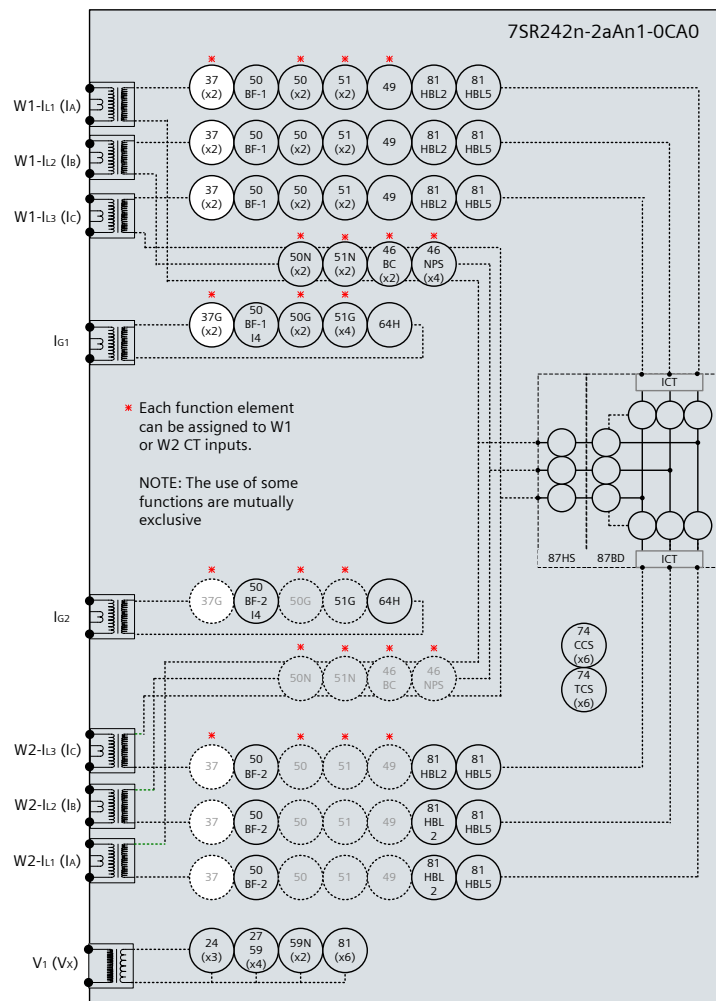 7SR242n-2aAn1-0CA0
* * * *
W1-IL1 (IA)
37 (x2) 50 BF-1 50 (x2) 51 (x2) 49 81 HBL2 81 HBL5
W1-IL2 (IB)
37 (x2) 50 BF-1 50 (x2) 51 (x2) 49 81 HBL2 81 HBL5
W1-IL3 (IC)
37 (x2) 50 BF-1 50 (x2) 51 (x2) 49 81 HBL2 81 HBL5
* * * *
50N (x2) 51N (x2) 46 BC (x2) 46 NPS (x4)
* * *
IG1
37G (x2) 50 BF-1 I4 50G (x2) 51G (x4) 64H
ICT
* Each function element
can be assigned to W1
or W2 CT inputs.
NOTE: The use of some
functions are mutually
exclusive
87HS 87BD ICT
* * *
IG2
37G 50 BF-2 I4 50G 51G 64H
74 CCS (x6)
74 TCS (x6)
* * * *
50N 51N 46 BC 46 NPS
* * * *
W2-IL3 (IC)
37 50 BF-2 50 51 49 81 HBL2 81 HBL5
W2-IL2 (IB)
37 50 BF-2 50 51 49 81 HBL 2 81 HBL5
W2-IL1 (IA)
37 50 BF-2 50 51 49 81 HBL 2 81 HBL5
V1 (VX)
24 (x3) 27 59 (x4) 59N (x2) 81 (x6)